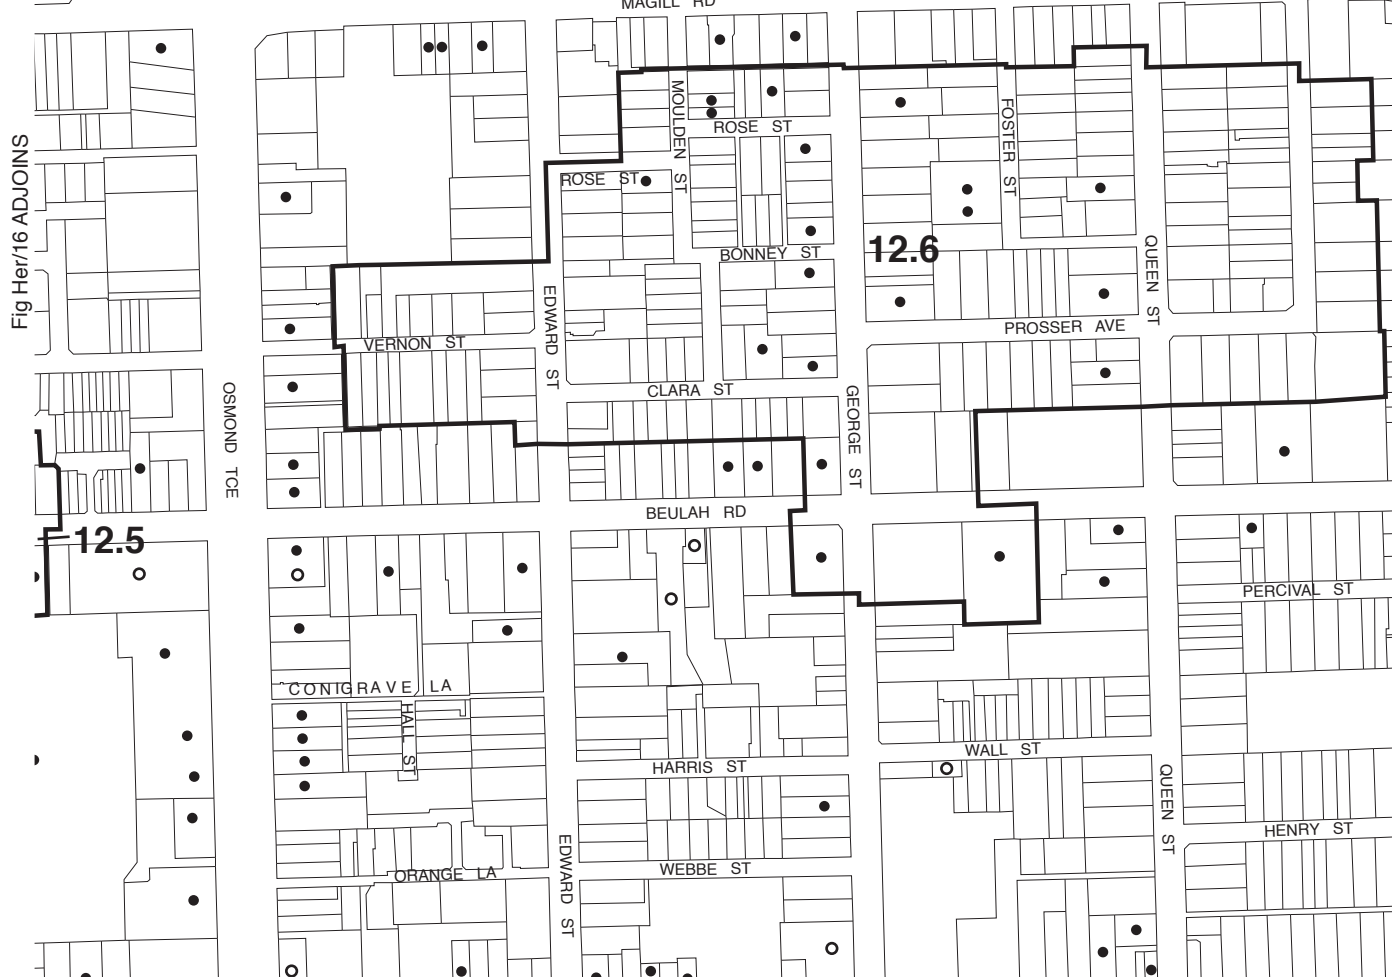 MAGILL RD
MOULDEN ST
FOSTER ST
ROSE ST
ROSE ST
Fig Her/16 ADJOINS
12.6
BONNEY ST
QUEEN ST
EDWARD ST
PROSSER AVE
VERNON ST
OSMOND TCE
CLARA ST
GEORGE ST
BEULAH RD
12.5
PERCIVAL ST
CONIGRAVE LA
HALL ST
WALL ST
HARRIS ST
QUEEN ST
HENRY ST
EDWARD ST
WEBBE ST
ORANGE LA